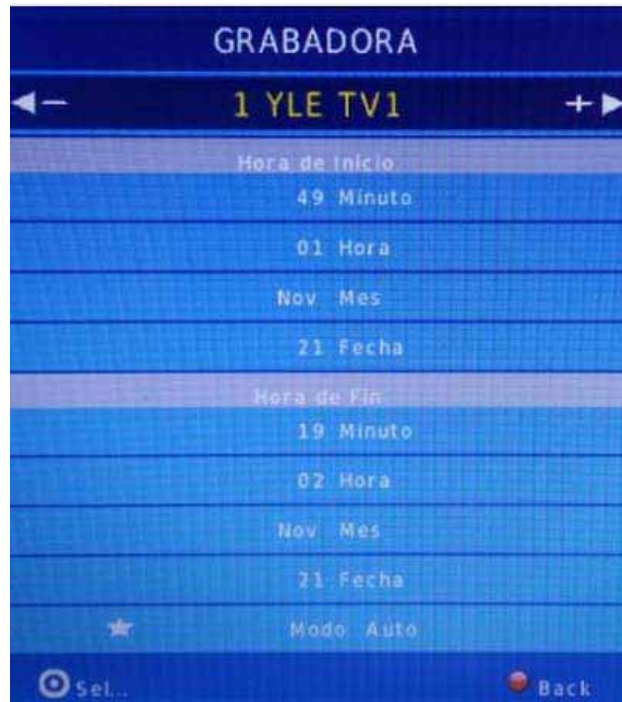 GRABADORA
− 1 YLE TV1 +
Hora de Inicio
49 Minuto
01 Hora
Nov Mes
21 Fecha
Hora de Fin
19 Minuto
02 Hora
Nov Mes
21 Fecha
Modo Auto
Sel... Back